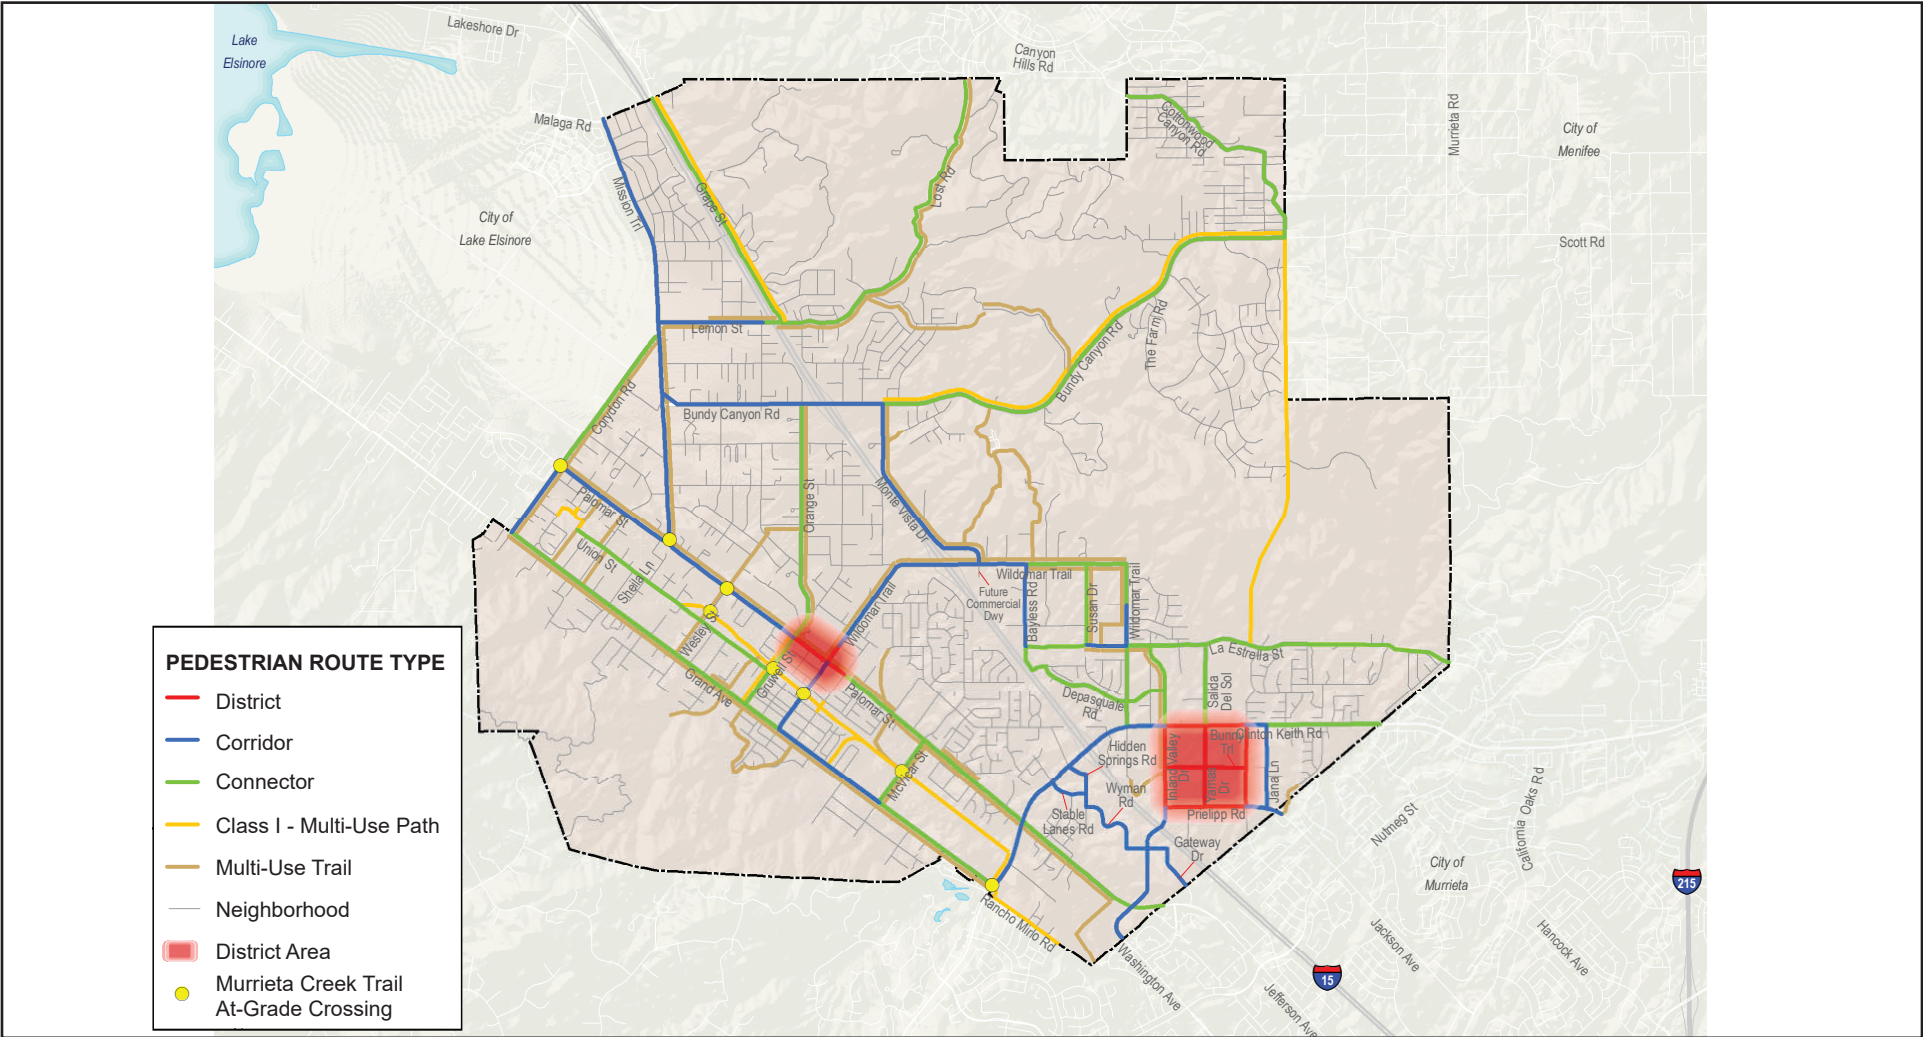 Lakeshore Dr
Lake
Elsinore
Canyon
Hills Rd
Malaga Rd
Cottonwood
Canyon Rd
Murrieta Rd
City of
Menifee
Mission Trl
Grape St
Lost Rd
City of
Lake Elsinore
Scott Rd
Lemon St
The Farm Rd
Bundy Canyon Rd
Corydon Rd
Bundy Canyon Rd
Palomar St
Orange St
Monte Vista Dr
Union St
Shella Ln
Wildomar Trail
Future
Commercial
Dwy
Bayless Rd
Susan Dr
Wildomar Trail
Wildomar Trail
Wesley St
Gruwell St
Grand Ave
Palomar St
La Estrella St
Salida
Del Sol
Depasquale
Rd
Clinton Keith Rd
Bunny
Trl
Hidden
Springs Rd
Inland Valley
Dr
Yamas
Dr
Jana Ln
McVicar St
Wyman
Rd
Stable
Lanes Rd
Prielipp Rd
Gateway
Dr
Nutmeg St
California Oaks Rd
City of
Murrieta
215
Rancho Mirlo Rd
Washington Ave
Jackson Ave
Hancock Ave
15
Jefferson Ave
PEDESTRIAN ROUTE TYPE
District
Corridor
Connector
Class I - Multi-Use Path
Multi-Use Trail
Neighborhood
District Area
Murrieta Creek Trail
At-Grade Crossing